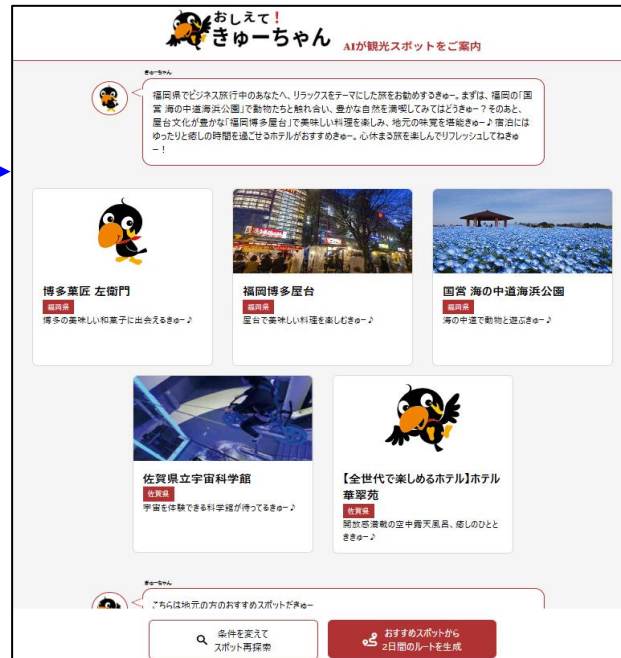 おしえて!
きゅーちゃん
AIが観光スポットをご案内
きゅーちゃん
福岡県でビジネス旅行中のあなたへ、リラックスをテーマにした旅をお勧めするきゅー。まずは、福岡の「国
営 海の中道海浜公園」で動物たちと触れ合い、豊かな自然を満喫してみてはどうきゅー?そのあと、
屋台文化が豊かな「福岡博多屋台」で美味しい料理を楽しみ、地元の味覚を堪能きゅー♪宿泊には
ゆったりと癒しの時間を過ごせるホテルがおすすめきゅー。心休まる旅を楽しんでリフレッシュしてねきゅ
ー!
博多菓匠 左衛門
福岡県
博多の美味しい和菓子に出会えるきゅー♪
福岡博多屋台
福岡県
屋台で美味しい料理を楽しむきゅー♪
国営 海の中道海浜公園
福岡県
海の中道で動物と遊ぶきゅー♪
佐賀県立宇宙科学館
佐賀県
宇宙を体験できる科学館が待ってるきゅー♪
【全世代で楽しめるホテル】ホテル
華翠苑
佐賀県
開放感満載の空中露天風呂、癒しのひとと
ききゅー♪
きゅーちゃん
こちらは地元の方のおすすめスポットだきゅー
条件を変えて
スポット再探索
おすすめスポットから
2日間のルートを生成